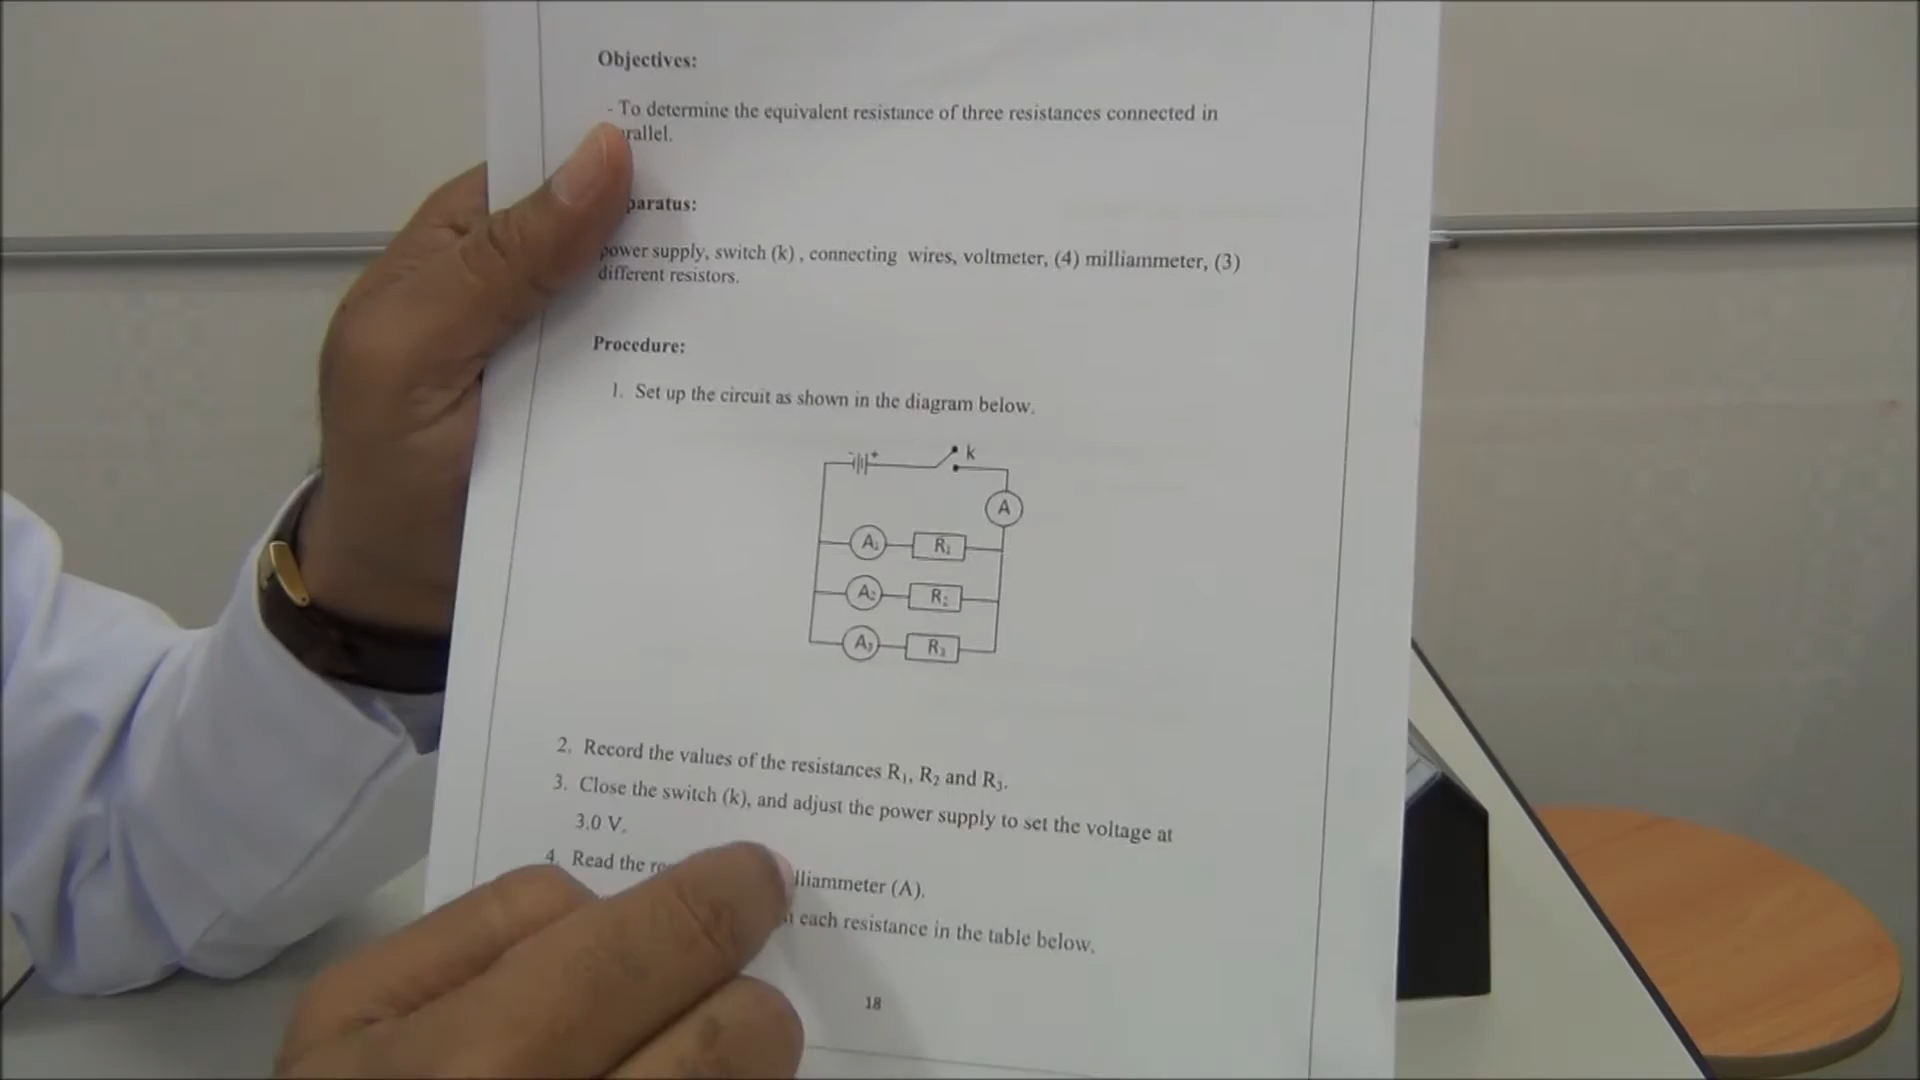 Objectives:
- To determine the equivalent resistance of three resistances connected in
rallel.
paratus:
power supply, switch (k) , connecting wires, voltmeter, (4) milliammeter, (3)
different resistors.
Procedure:
1. Set up the circuit as shown in the diagram below.
- +
k
A
A₁ R₁
A₂ R₂
A₃ R₃
2. Record the values of the resistances R₁, R₂ and R₃.
3. Close the switch (k), and adjust the power supply to set the voltage at
3.0 V.
4. Read the lliammeter (A).
each resistance in the table below.
18